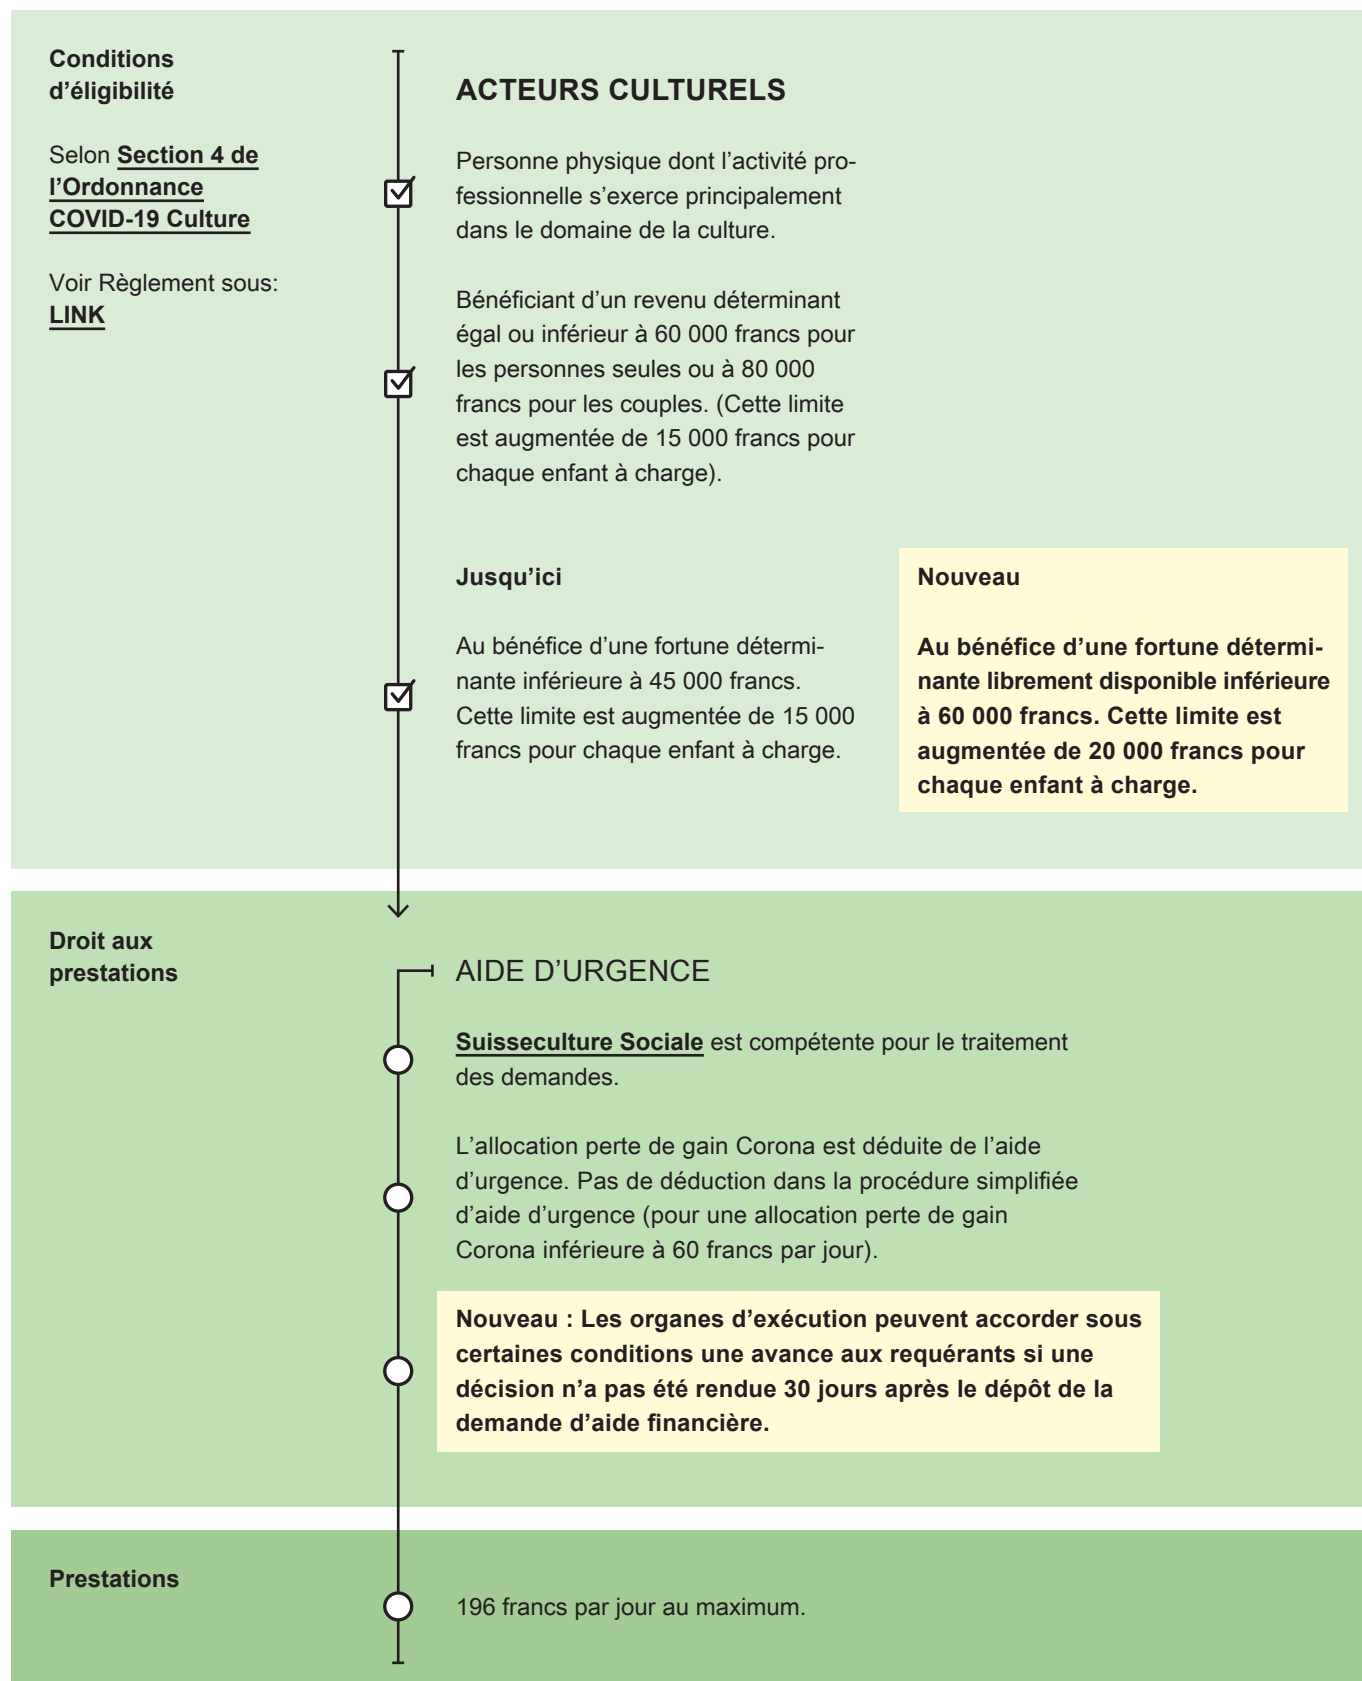 Conditions
d’éligibilité
Selon Section 4 de
l’Ordonnance
COVID-19 Culture
Voir Règlement sous:
LINK
ACTEURS CULTURELS
Personne physique dont l’activité pro-
fessionnelle s’exerce principalement
dans le domaine de la culture.
Bénéficiant d’un revenu déterminant
égal ou inférieur à 60 000 francs pour
les personnes seules ou à 80 000
francs pour les couples. (Cette limite
est augmentée de 15 000 francs pour
chaque enfant à charge).
Jusqu’ici
Au bénéfice d’une fortune détermi-
nante inférieure à 45 000 francs.
Cette limite est augmentée de 15 000
francs pour chaque enfant à charge.
Nouveau
Au bénéfice d’une fortune détermi-
nante librement disponible inférieure
à 60 000 francs. Cette limite est
augmentée de 20 000 francs pour
chaque enfant à charge.
Droit aux
prestations
AIDE D’URGENCE
Suisseculture Sociale est compétente pour le traitement
des demandes.
L’allocation perte de gain Corona est déduite de l’aide
d’urgence. Pas de déduction dans la procédure simplifiée
d’aide d’urgence (pour une allocation perte de gain
Corona inférieure à 60 francs par jour).
Nouveau : Les organes d’exécution peuvent accorder sous
certaines conditions une avance aux requérants si une
décision n’a pas été rendue 30 jours après le dépôt de la
demande d’aide financière.
Prestations
196 francs par jour au maximum.